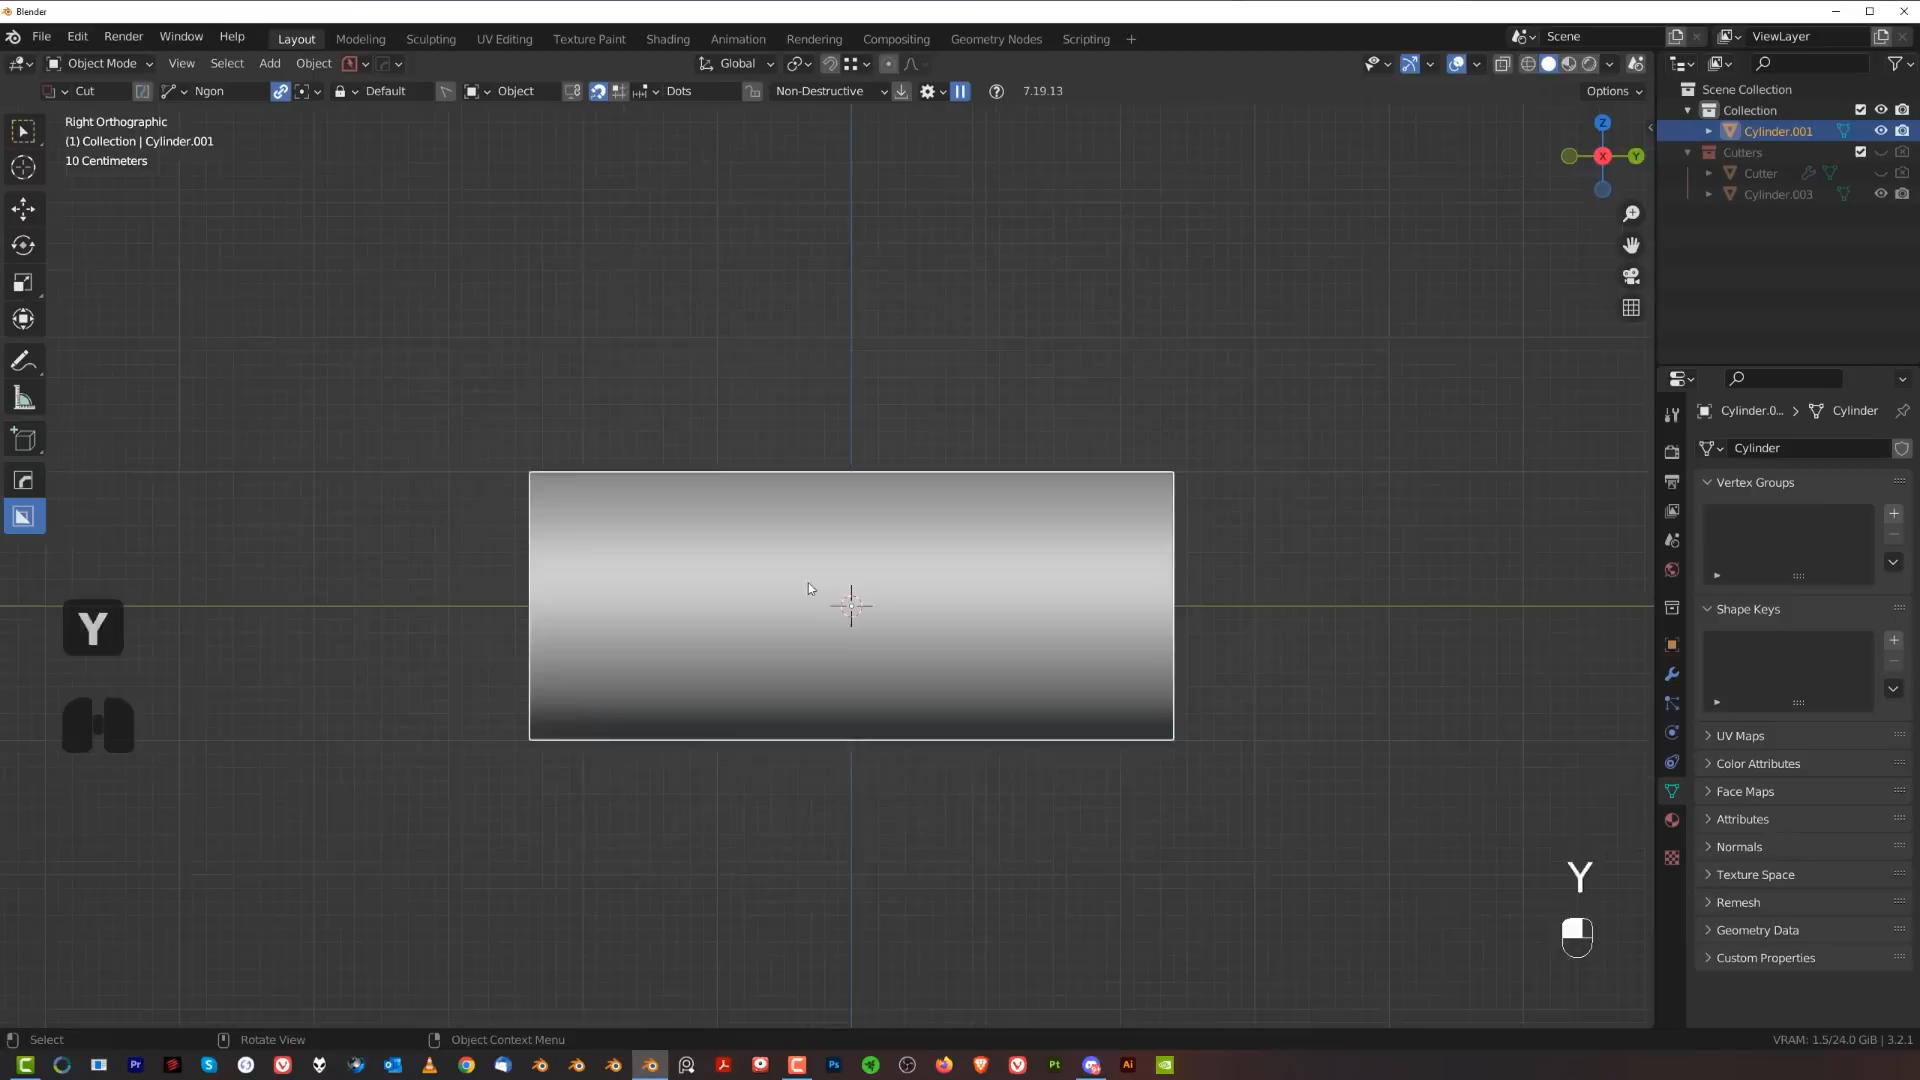 Blender
File Edit Render Window Help Layout Modeling Sculpting UV Editing Texture Paint Shading Animation Rendering Compositing Geometry Nodes Scripting + Scene ViewLayer
Object Mode View Select Add Object Global
Cut Ngon Default Object Dots Non-Destructive 7.19.13 Options
Right Orthographic
(1) Collection | Cylinder.001
10 Centimeters
Z
X
Y
Scene Collection
Collection
Cylinder.001
Cutters
Cutter
Cylinder.003
Cylinder.0... > Cylinder
Cylinder
Vertex Groups
Shape Keys
UV Maps
Color Attributes
Face Maps
Attributes
Normals
Texture Space
Remesh
Geometry Data
Custom Properties
Y
Y
Select Rotate View Object Context Menu VRAM: 1.5/24.0 GiB | 3.2.1
Pr S Ps Pt Ai